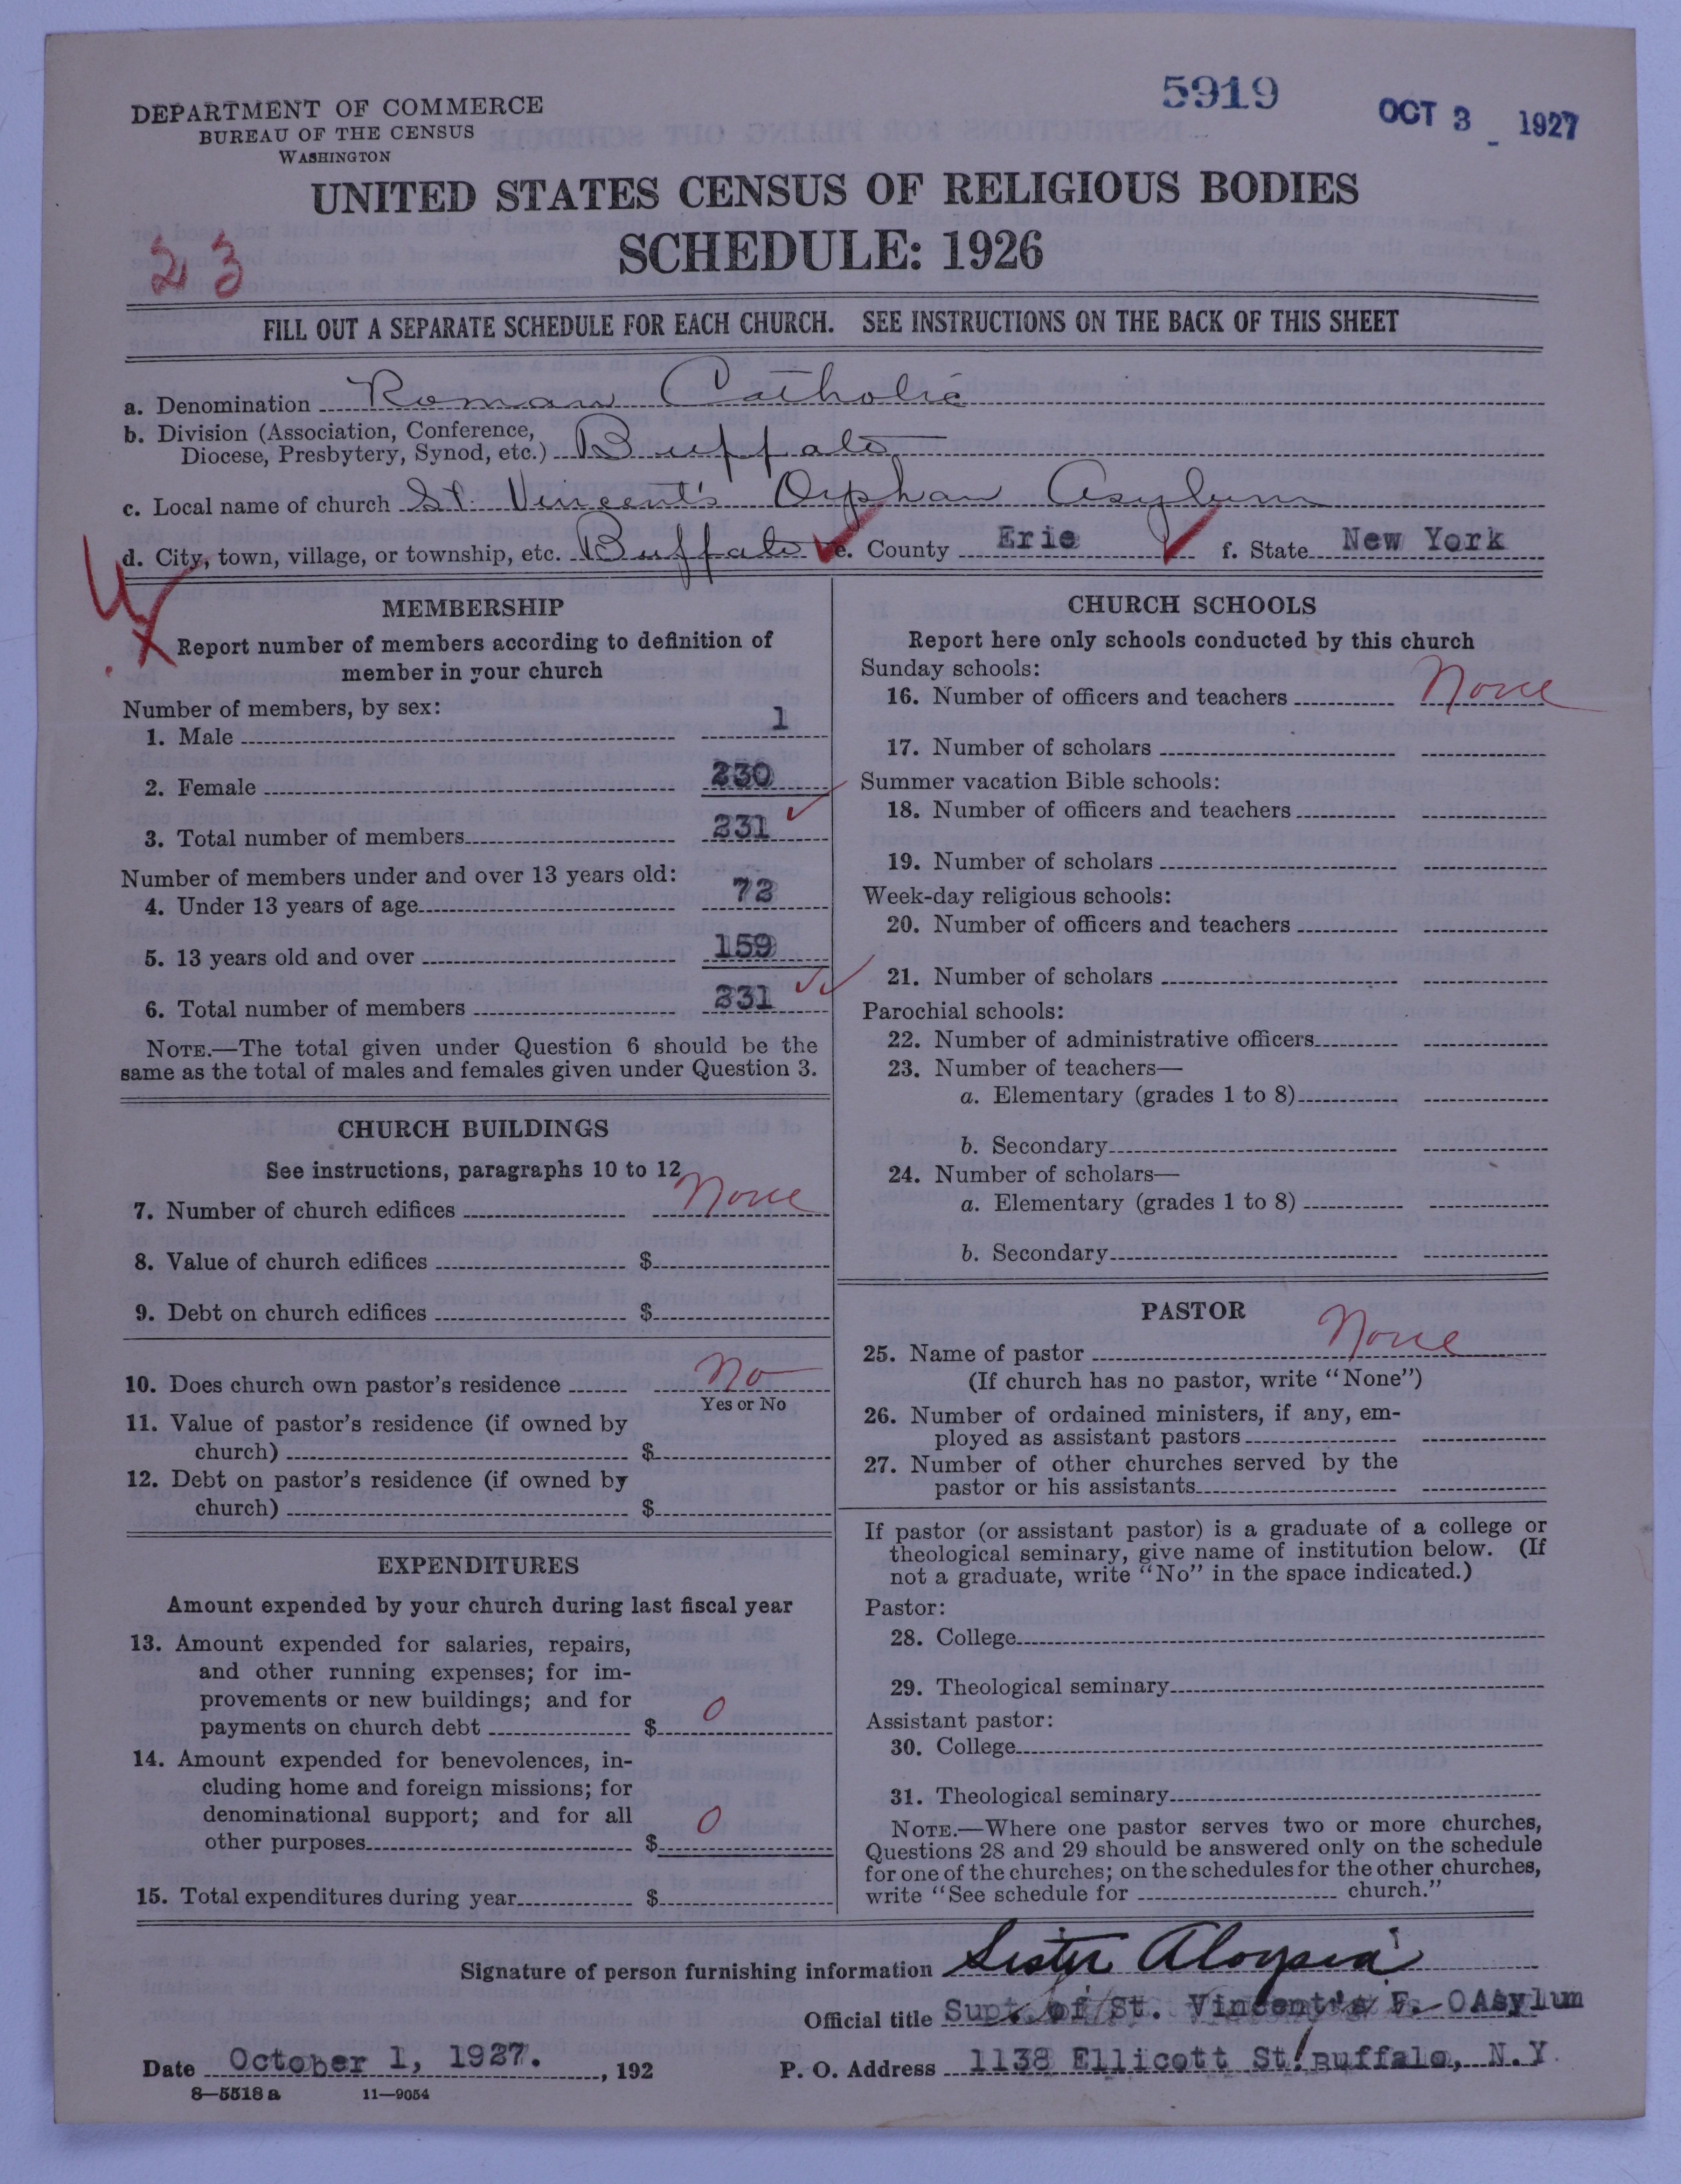 5919
OCT 3 1927
DEPARTMENT OF COMMERCE
BUREAU OF THE CENSUS
WASHINGTON
UNITED STATES CENSUS OF RELIGIOUS BODIES
SCHEDULE: 1926
23
FILL OUT A SEPARATE SCHEDULE FOR EACH CHURCH. SEE INSTRUCTIONS ON THE BACK OF THIS SHEET
a. Denomination Roman Catholic
b. Division (Association, Conference,
Diocese, Presbytery, Synod, etc.) Buffalo
c. Local name of church St. Vincent's Orphan Asylum
d. City, town, village, or township, etc. Buffalo e. County Erie f. State New York
MEMBERSHIP
Report number of members according to definition of
member in your church
Number of members, by sex:
1. Male 1
2. Female 230
3. Total number of members 231
Number of members under and over 13 years old:
4. Under 13 years of age 72
5. 13 years old and over 159
6. Total number of members 231
NOTE.—The total given under Question 6 should be the
same as the total of males and females given under Question 3.
CHURCH BUILDINGS
See instructions, paragraphs 10 to 12
7. Number of church edifices None
8. Value of church edifices $
9. Debt on church edifices $
10. Does church own pastor's residence No
Yes or No
11. Value of pastor's residence (if owned by
church) $
12. Debt on pastor's residence (if owned by
church) $
EXPENDITURES
Amount expended by your church during last fiscal year
13. Amount expended for salaries, repairs,
and other running expenses; for im-
provements or new buildings; and for
payments on church debt $ 0
14. Amount expended for benevolences, in-
cluding home and foreign missions; for
denominational support; and for all
other purposes $ 0
15. Total expenditures during year $
CHURCH SCHOOLS
Report here only schools conducted by this church
Sunday schools:
16. Number of officers and teachers None
17. Number of scholars
Summer vacation Bible schools:
18. Number of officers and teachers
19. Number of scholars
Week-day religious schools:
20. Number of officers and teachers
21. Number of scholars
Parochial schools:
22. Number of administrative officers
23. Number of teachers—
a. Elementary (grades 1 to 8)
b. Secondary
24. Number of scholars—
a. Elementary (grades 1 to 8)
b. Secondary
PASTOR
25. Name of pastor None
(If church has no pastor, write "None")
26. Number of ordained ministers, if any, em-
ployed as assistant pastors
27. Number of other churches served by the
pastor or his assistants
If pastor (or assistant pastor) is a graduate of a college or
theological seminary, give name of institution below. (If
not a graduate, write "No" in the space indicated.)
Pastor:
28. College
29. Theological seminary
Assistant pastor:
30. College
31. Theological seminary
NOTE.—Where one pastor serves two or more churches,
Questions 28 and 29 should be answered only on the schedule
for one of the churches; on the schedules for the other churches,
write "See schedule for church."
Signature of person furnishing information Sister Aloysia
Official title Supt. of St. Vincent's F. OAsylum
Date October 1, 1927. , 192
P. O. Address 1138 Ellicott St. Buffalo, N.Y.
8—5518 a 11—9054